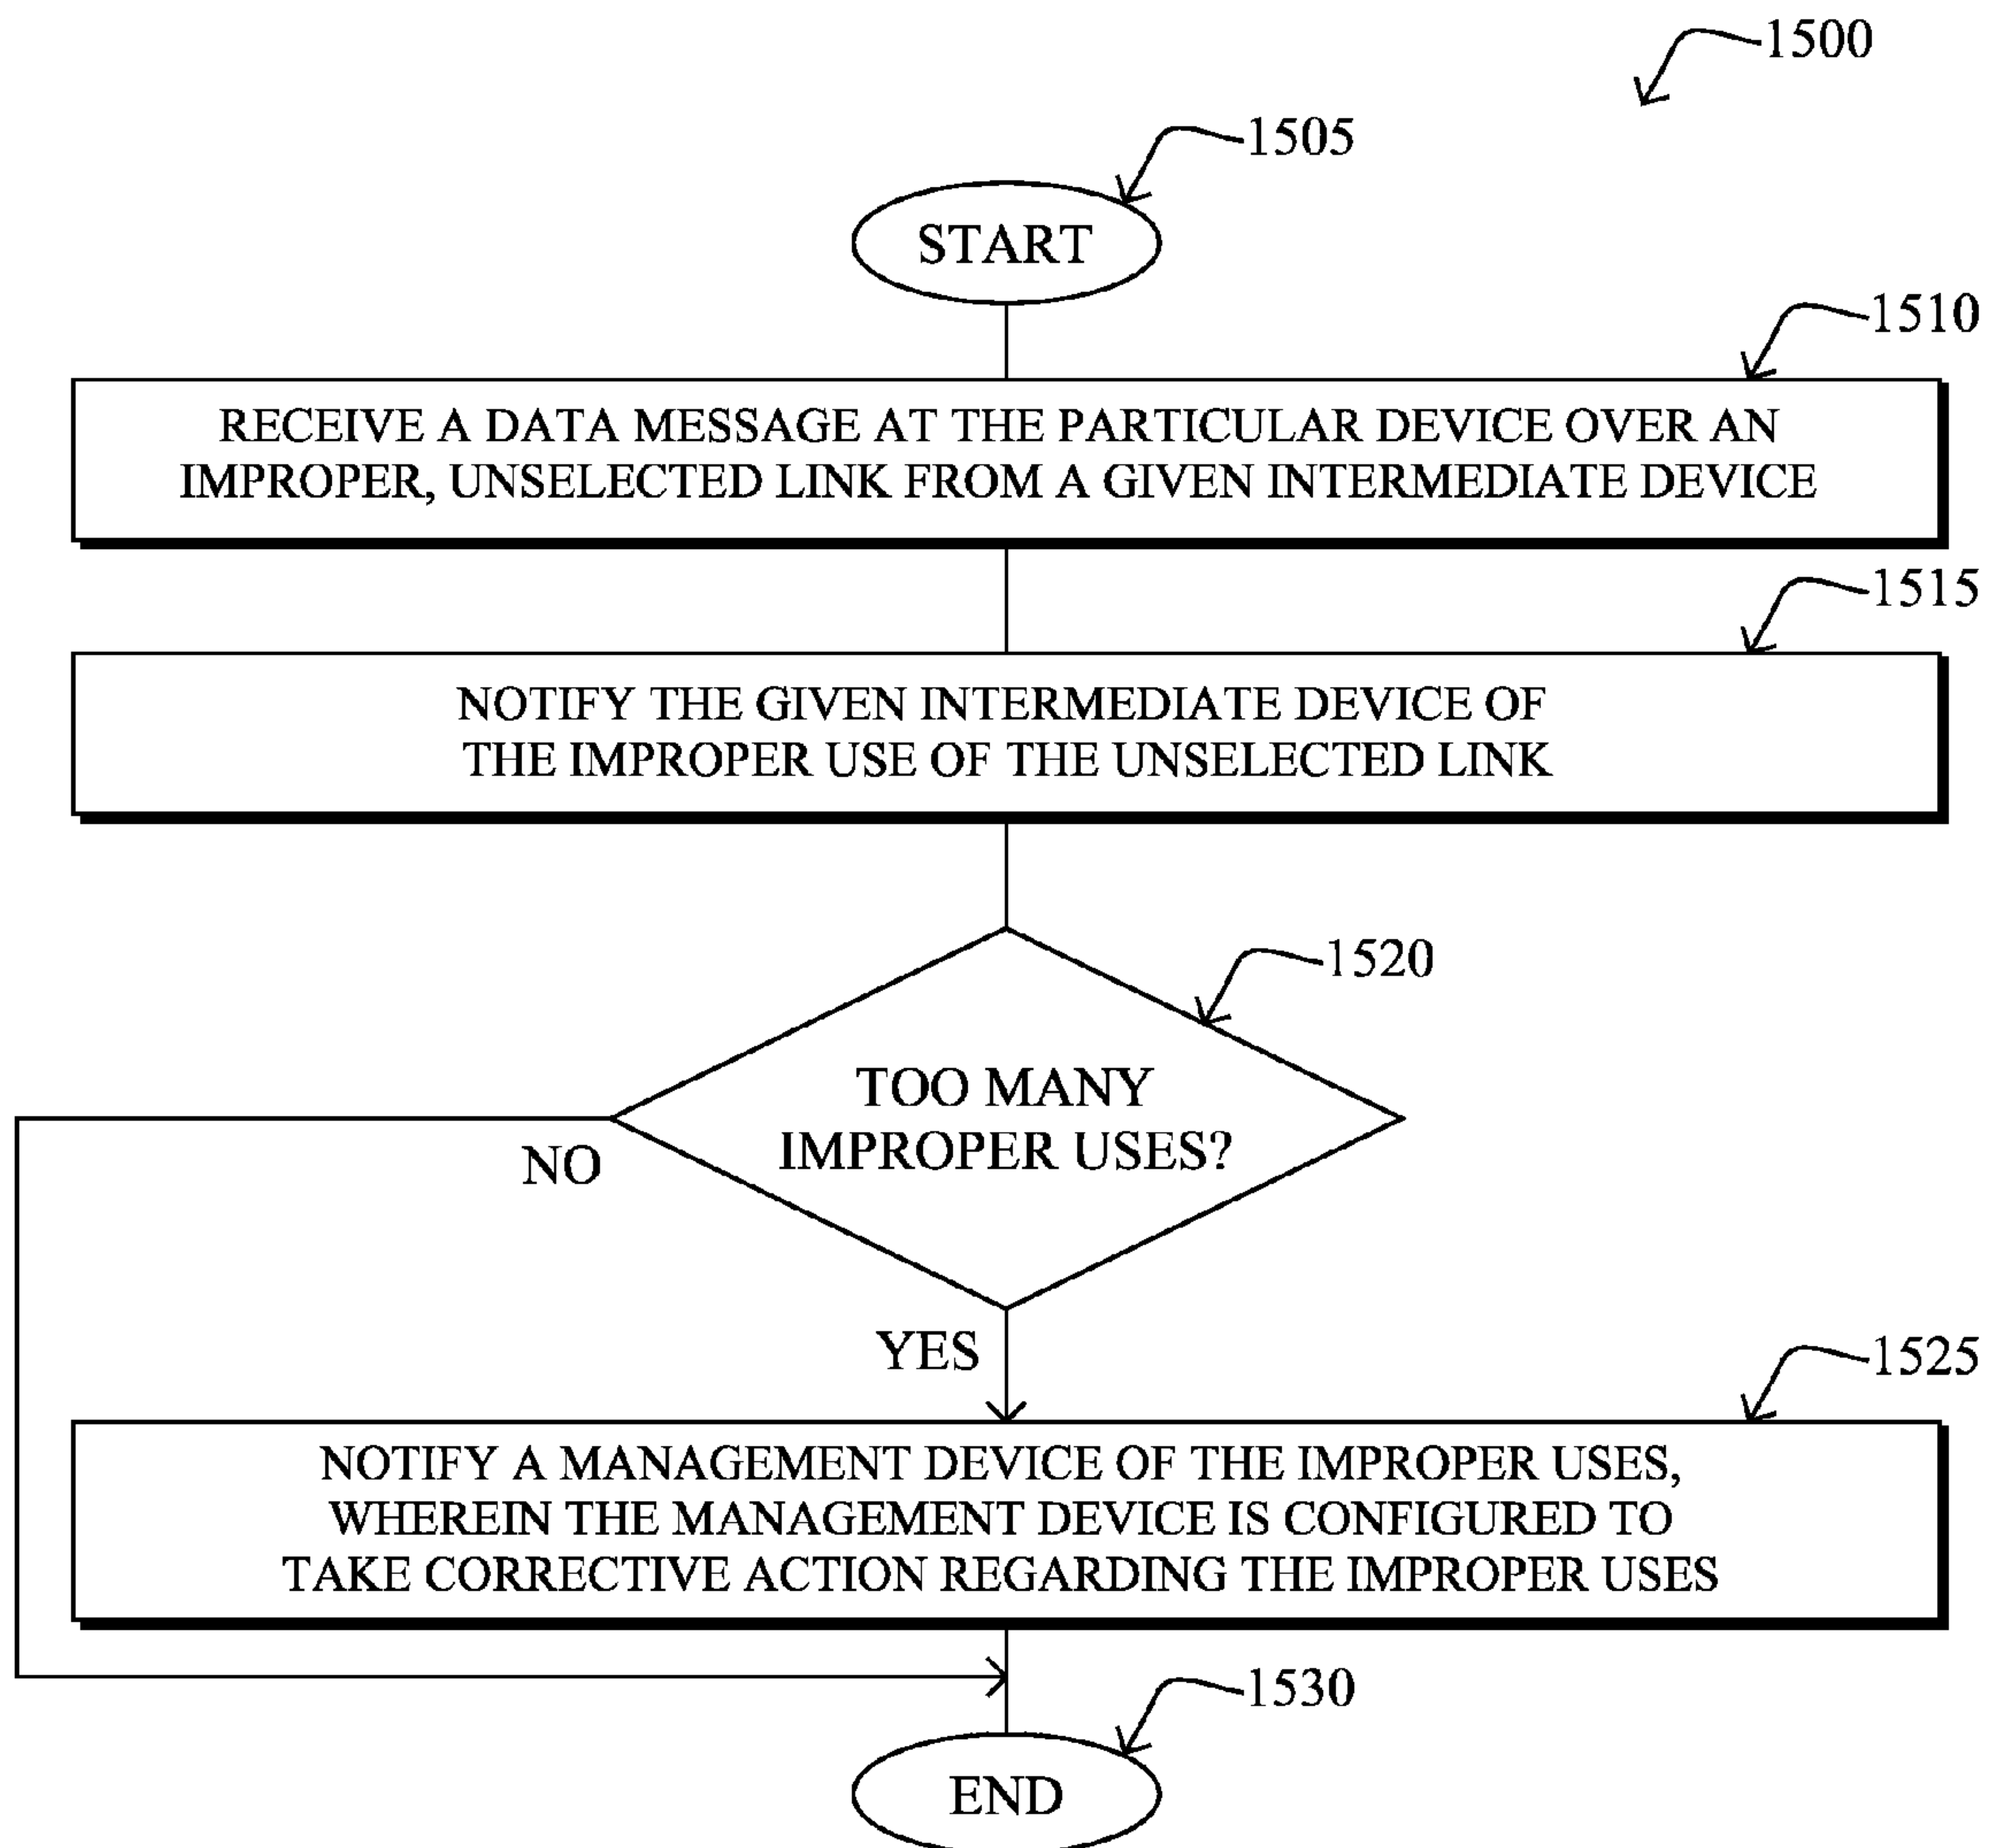 1500
1505
START
1510
RECEIVE A DATA MESSAGE AT THE PARTICULAR DEVICE OVER AN
IMPROPER, UNSELECTED LINK FROM A GIVEN INTERMEDIATE DEVICE
1515
NOTIFY THE GIVEN INTERMEDIATE DEVICE OF
THE IMPROPER USE OF THE UNSELECTED LINK
1520
TOO MANY
IMPROPER USES?
NO
YES
1525
NOTIFY A MANAGEMENT DEVICE OF THE IMPROPER USES,
WHEREIN THE MANAGEMENT DEVICE IS CONFIGURED TO
TAKE CORRECTIVE ACTION REGARDING THE IMPROPER USES
1530
END